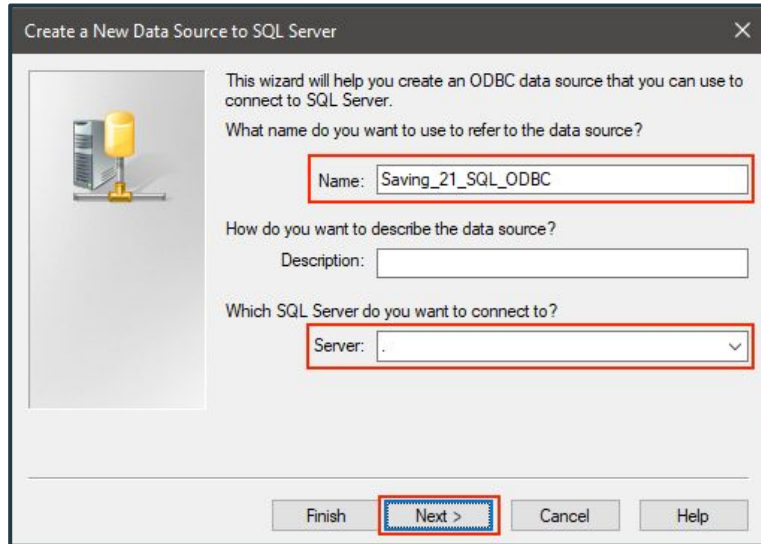 Create a New Data Source to SQL Server
This wizard will help you create an ODBC data source that you can use to
connect to SQL Server.
What name do you want to use to refer to the data source?
Name: Saving_21_SQL_ODBC
How do you want to describe the data source?
Description:
Which SQL Server do you want to connect to?
Server: .
Finish Next > Cancel Help